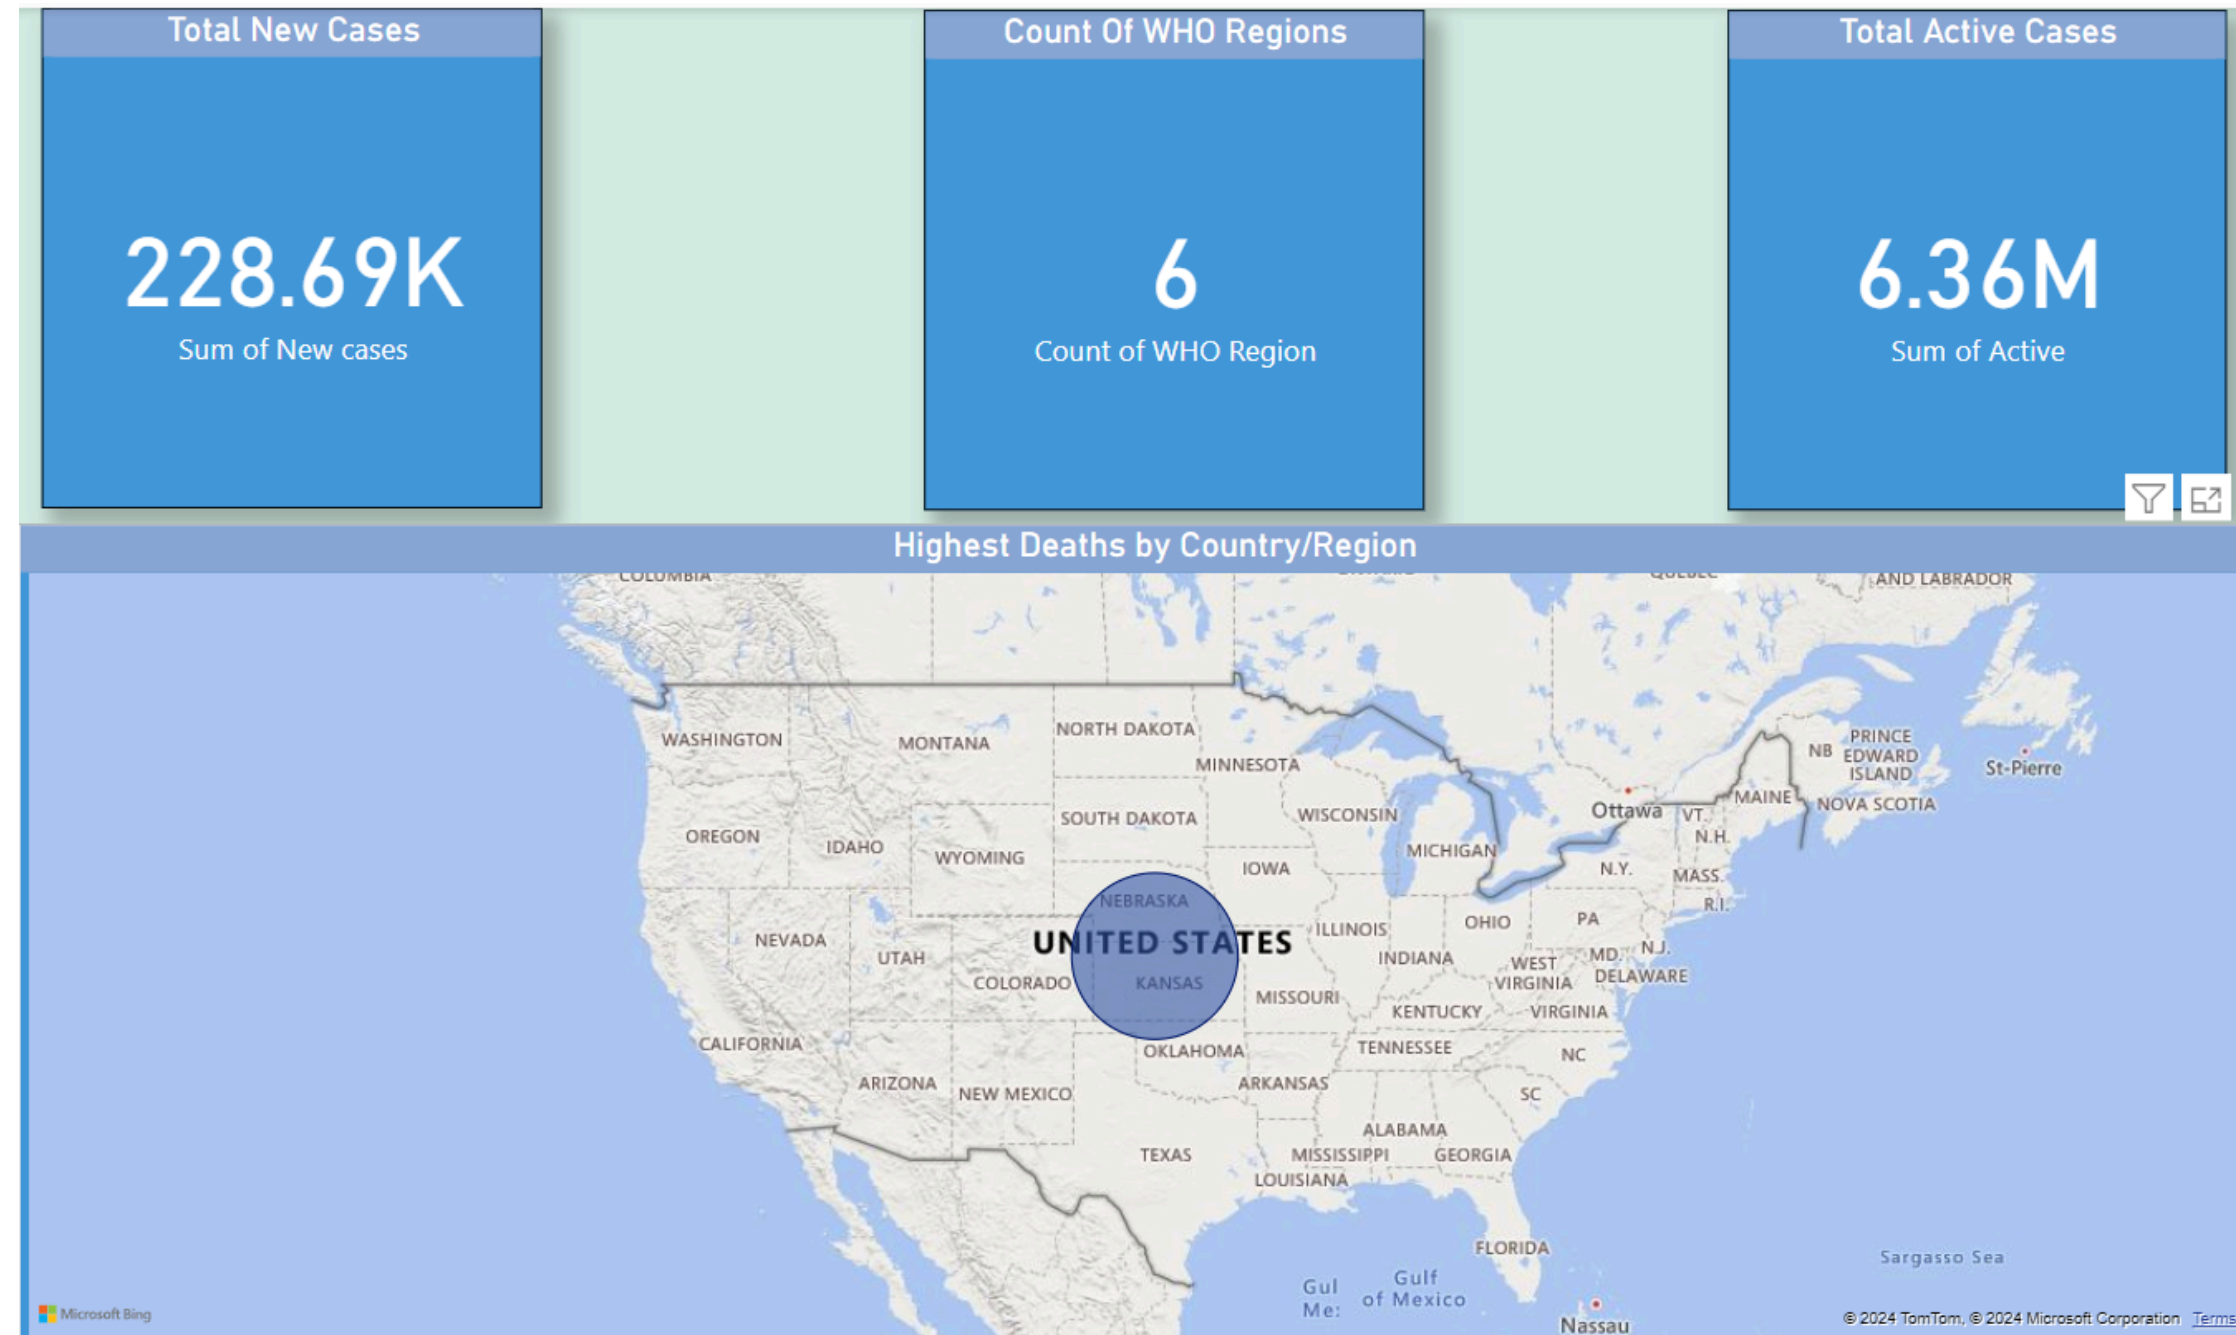 Total New Cases
228.69K
Sum of New cases
Count Of WHO Regions
6
Count of WHO Region
Total Active Cases
6.36M
Sum of Active
Highest Deaths by Country/Region
COLUMBIA
QUEBEC
AND LABRADOR
WASHINGTON
MONTANA
NORTH DAKOTA
MINNESOTA
NB
PRINCE
EDWARD
ISLAND
St-Pierre
OREGON
IDAHO
WYOMING
SOUTH DAKOTA
WISCONSIN
MICHIGAN
Ottawa
VT.
N.H.
MAINE
NOVA SCOTIA
IOWA
N.Y.
MASS.
R.I.
NEBRASKA
UNITED STATES
NEVADA
UTAH
COLORADO
KANSAS
ILLINOIS
INDIANA
OHIO
PA
MD.
N.J.
DELAWARE
WEST
VIRGINIA
MISSOURI
KENTUCKY
VIRGINIA
CALIFORNIA
OKLAHOMA
TENNESSEE
NC
ARIZONA
NEW MEXICO
ARKANSAS
SC
TEXAS
ALABAMA
MISSISSIPPI
GEORGIA
LOUISIANA
FLORIDA
Sargasso Sea
Gul
Me:
Gulf
of Mexico
Nassau
Microsoft Bing
© 2024 TomTom, © 2024 Microsoft Corporation Terms